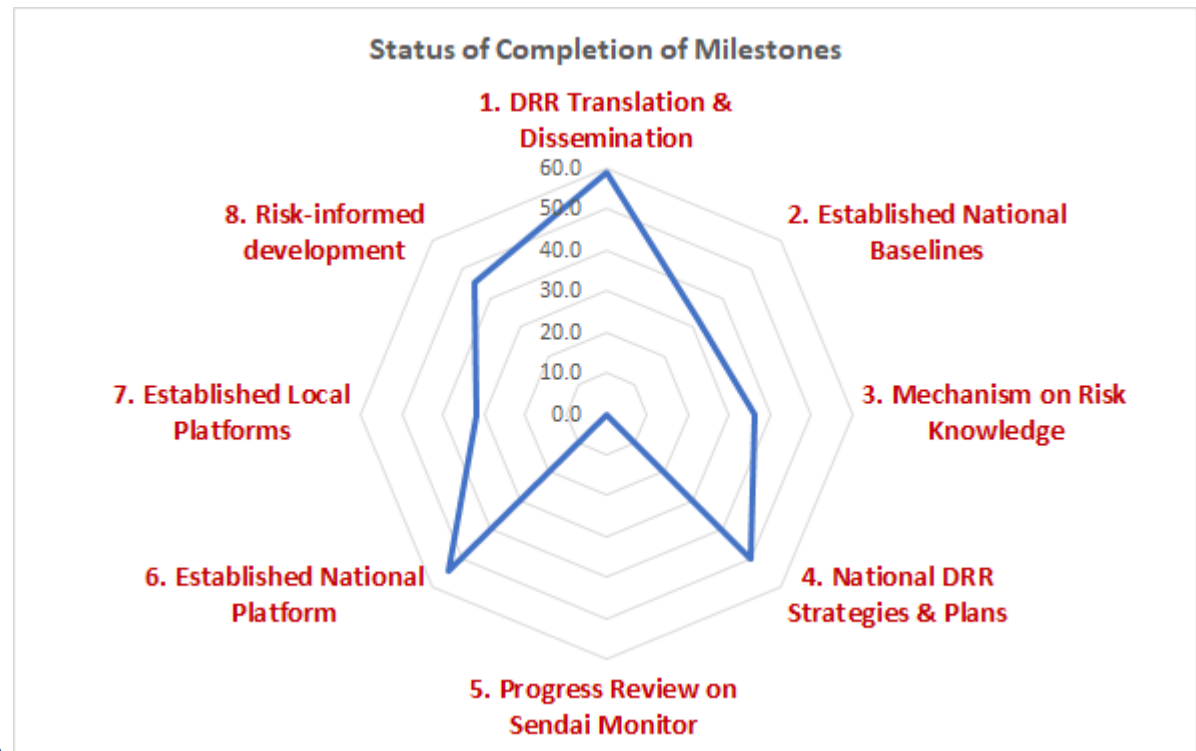 Status of Completion of Milestones
1. DRR Translation &
Dissemination
60.0
50.0
40.0
30.0
20.0
10.0
0.0
2. Established National
Baselines
3. Mechanism on Risk
Knowledge
4. National DRR
Strategies & Plans
5. Progress Review on
Sendai Monitor
6. Established National
Platform
7. Established Local
Platforms
8. Risk-informed
development